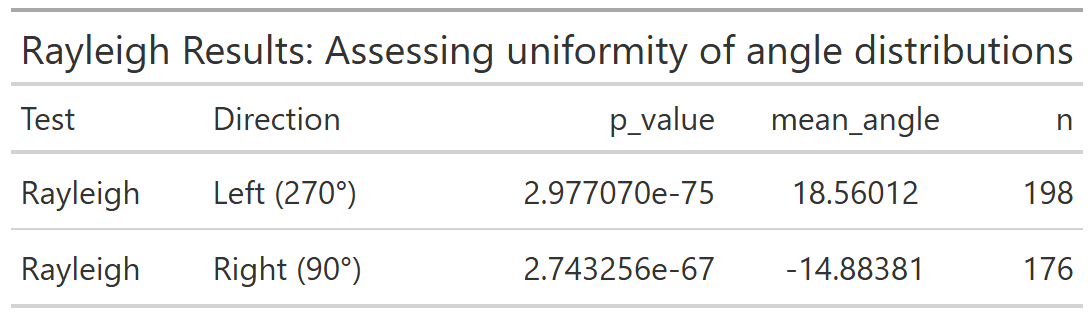 Rayleigh Results: Assessing uniformity of angle distributions
Test Direction p_value mean_angle n
Rayleigh Left (270°) 2.977070e-75 18.56012 198
Rayleigh Right (90°) 2.743256e-67 -14.88381 176